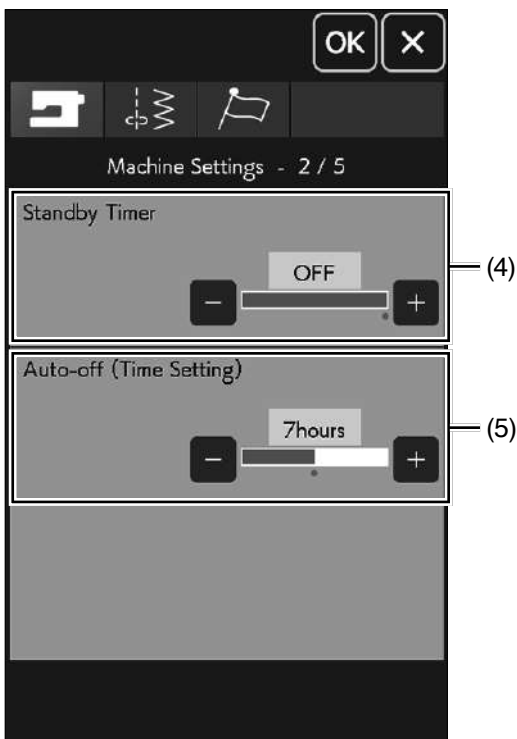 OK ×
Machine Settings - 2 / 5
Standby Timer
OFF
− +
(4)
Auto-off (Time Setting)
7hours
− +
(5)